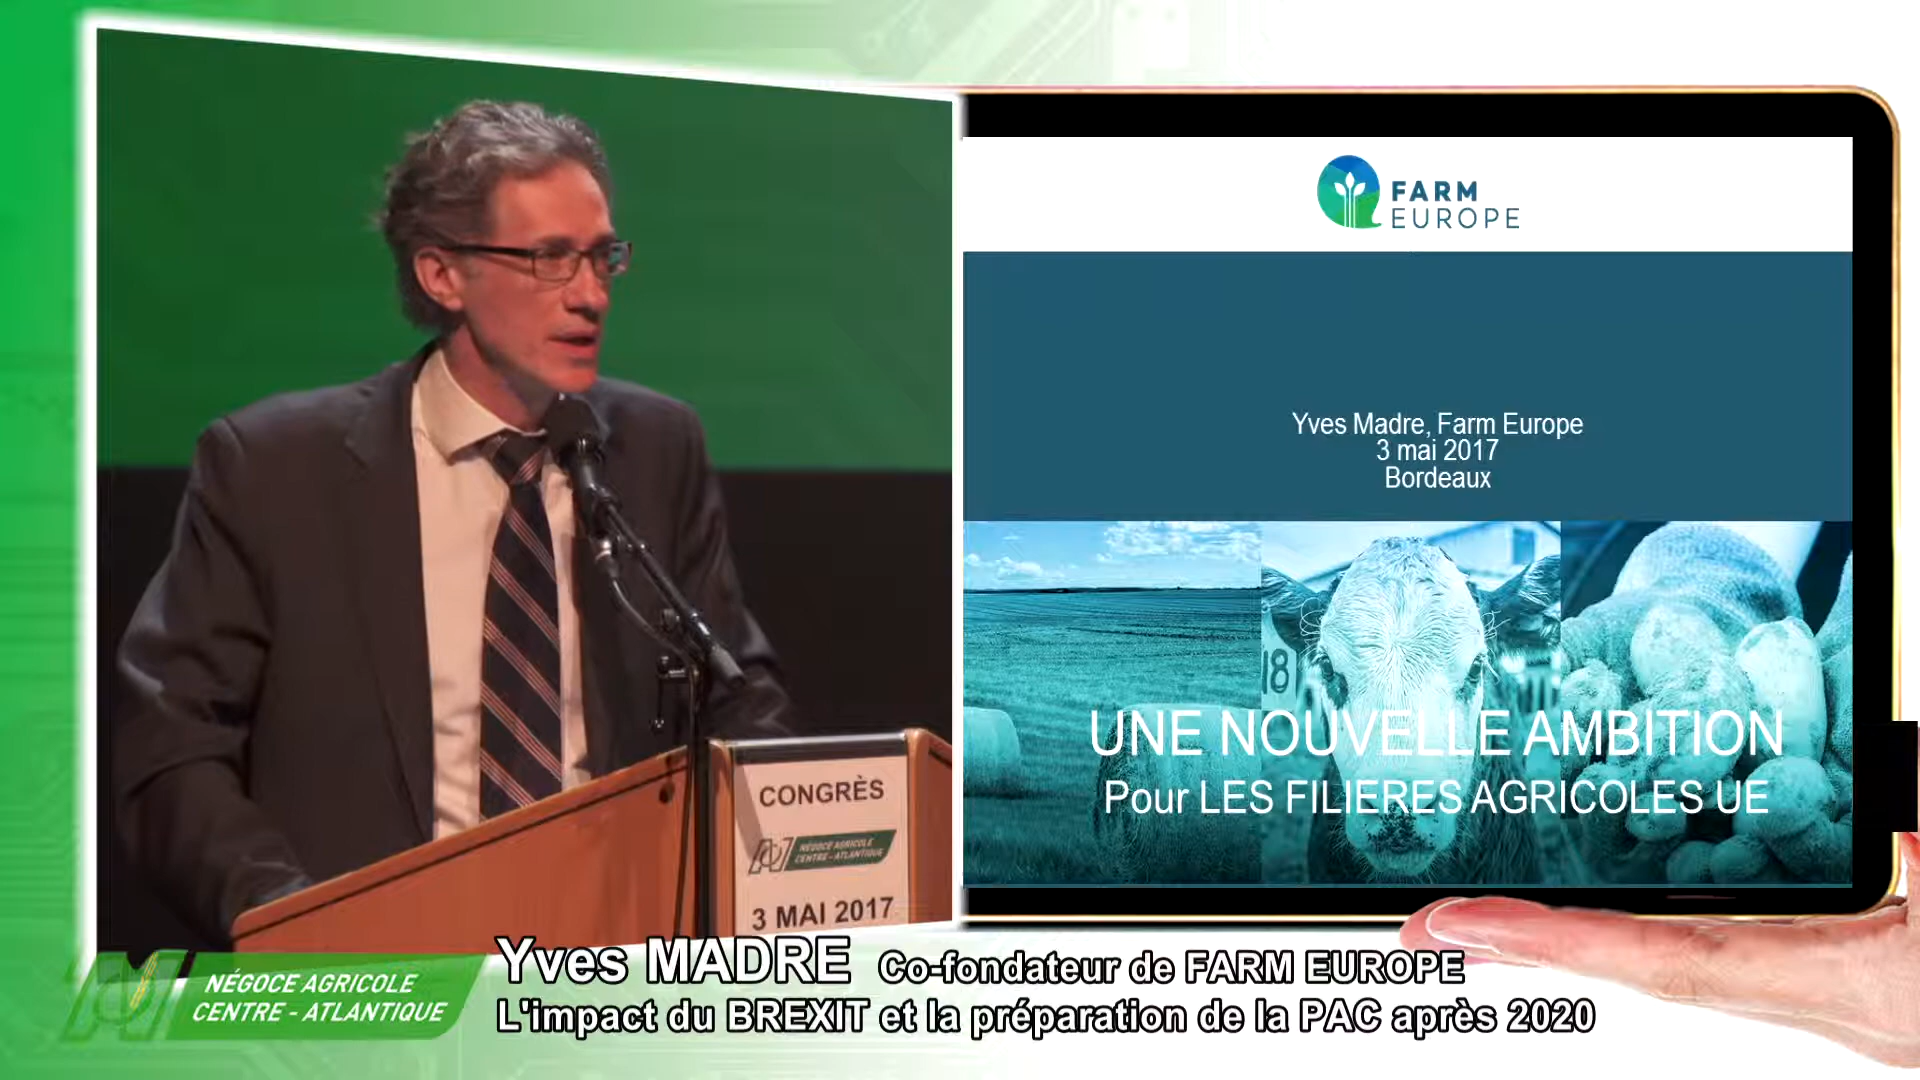 FARM
EUROPE
Yves Madre, Farm Europe
3 mai 2017
Bordeaux
18
UNE NOUVELLE AMBITION
Pour LES FILIERES AGRICOLES UE
CONGRÈS
NÉGOCE AGRICOLE
CENTRE - ATLANTIQUE
3 MAI 2017
NÉGOCE AGRICOLE
CENTRE - ATLANTIQUE
Yves MADRE Co-fondateur de FARM EUROPE
L'impact du BREXIT et la préparation de la PAC après 2020